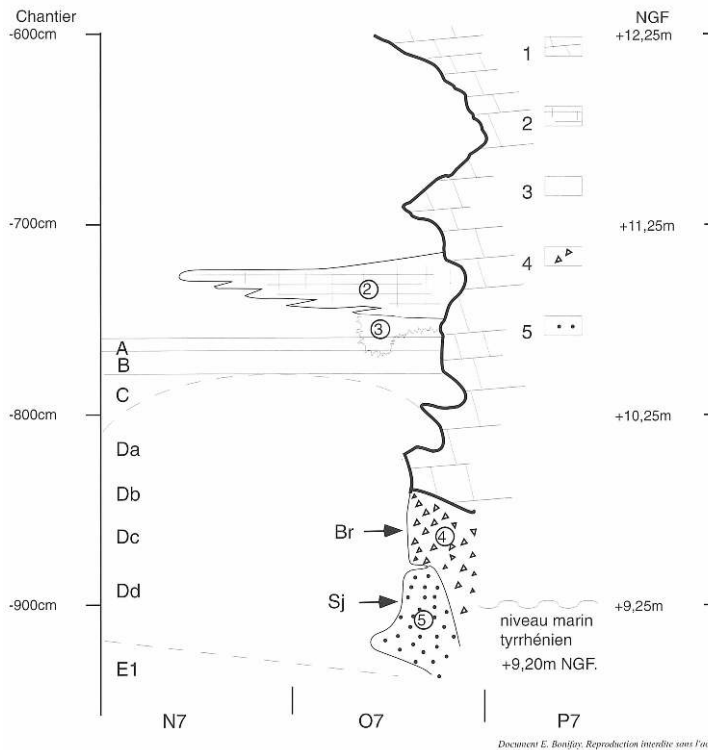 Chantier
NGF
-600cm
+12,25m
1
2
3
-700cm
+11,25m
4
2
3
5
A
B
C
-800cm
+10,25m
Da
Db
Dc
Br
4
Dd
Sj
-900cm
+9,25m
5
niveau marin
tyrrhénien
+9,20m NGF.
E1
N7
O7
P7
Document E. Bonifay. Reproduction interdite sans l'